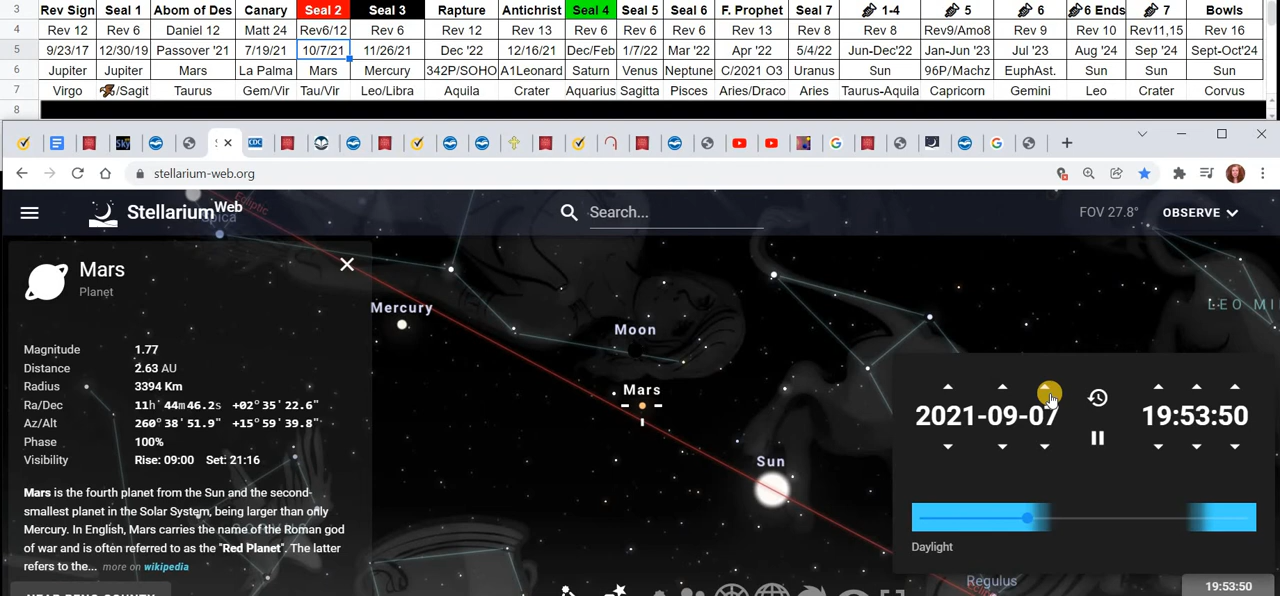 3 Rev Sign Seal 1 Abom of Des Canary Seal 2 Seal 3 Rapture Antichrist Seal 4 Seal 5 Seal 6 F. Prophet Seal 7 1-4 5 6 6 Ends 7 Bowls
4 Rev 12 Rev 6 Daniel 12 Matt 24 Rev6/12 Rev 6 Rev 12 Rev 13 Rev 6 Rev 6 Rev 6 Rev 13 Rev 8 Rev 8 Rev9/Amo8 Rev 9 Rev 10 Rev11,15 Rev 16
5 9/23/17 12/30/19 Passover '21 7/19/21 10/7/21 11/26/21 Dec '22 12/16/21 Dec/Feb 1/7/22 Mar '22 Apr '22 5/4/22 Jun-Dec'22 Jan-Jun '23 Jul '23 Aug '24 Sep '24 Sept-Oct'24
6 Jupiter Jupiter Mars La Palma Mars Mercury 342P/SOHO A1Leonard Saturn Venus Neptune C/2021 O3 Uranus Sun 96P/Machz EuphAst. Sun Sun Sun
7 Virgo /Sagit Taurus Gem/Vir Tau/Vir Leo/Libra Aquila Crater Aquarius Sagitta Pisces Aries/Draco Aries Taurus-Aquila Capricorn Gemini Leo Crater Corvus
8
Sky CDC
stellarium-web.org
Stellarium Web Search... FOV 27.8° OBSERVE
Ecliptic
Spica
Mars
Planet
Mercury
Moon
LEO MI
Magnitude 1.77
Distance 2.63 AU
Radius 3394 Km
Ra/Dec 11h 44m46.2s +02° 35'22.6"
Az/Alt 260° 38'51.9" +15° 59'39.8"
Phase 100%
Visibility Rise: 09:00 Set: 21:16
Mars
2021-09-07 19:53:50
Sun
Mars is the fourth planet from the Sun and the second-
smallest planet in the Solar System, being larger than only
Mercury. In English, Mars carries the name of the Roman god
of war and is often referred to as the "Red Planet". The latter
refers to the... more on wikipedia
Daylight
Regulus
19:53:50